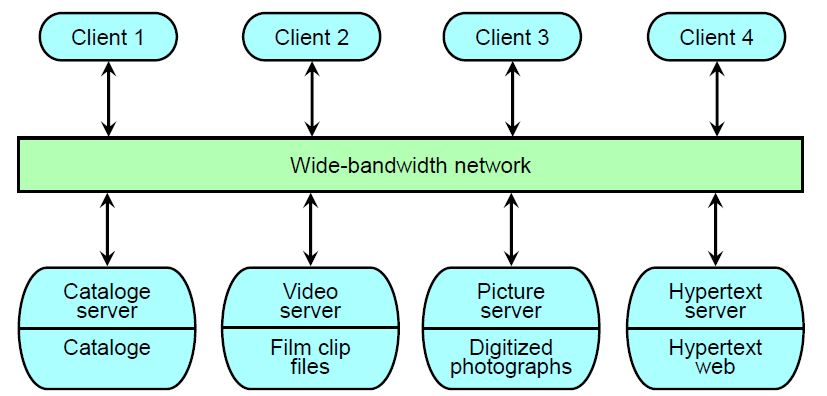 Client 1
Client 2
Client 3
Client 4
Wide-bandwidth network
Cataloge
server
Cataloge
Video
server
Film clip
files
Picture
server
Digitized
photographs
Hypertext
server
Hypertext
web